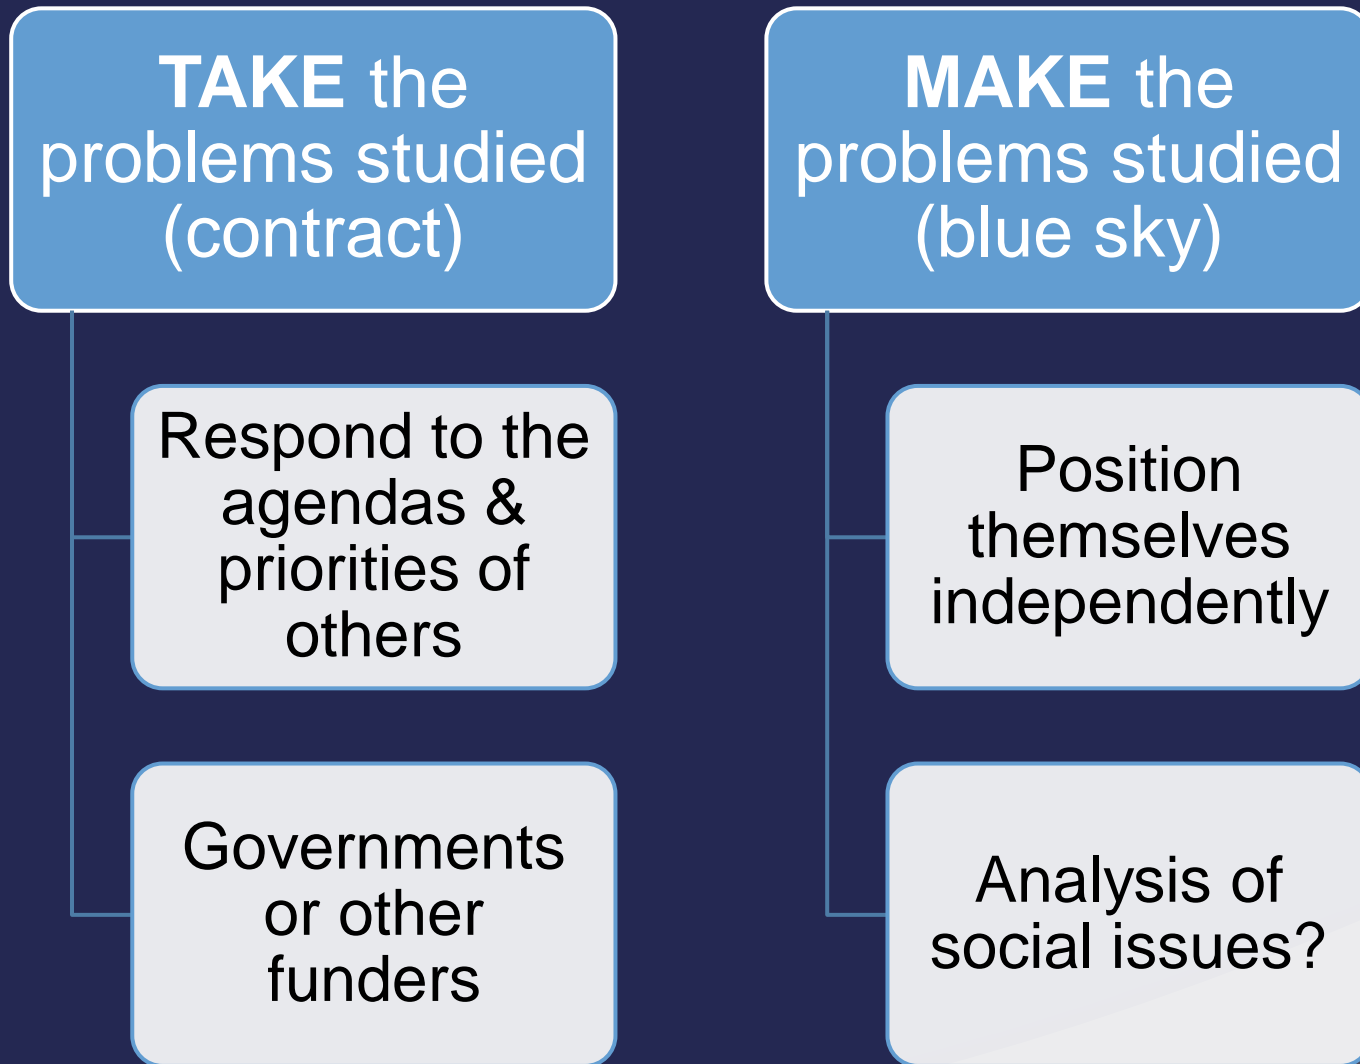 TAKE the
problems studied
(contract)
Respond to the
agendas &
priorities of
others
Governments
or other
funders
MAKE the
problems studied
(blue sky)
Position
themselves
independently
Analysis of
social issues?